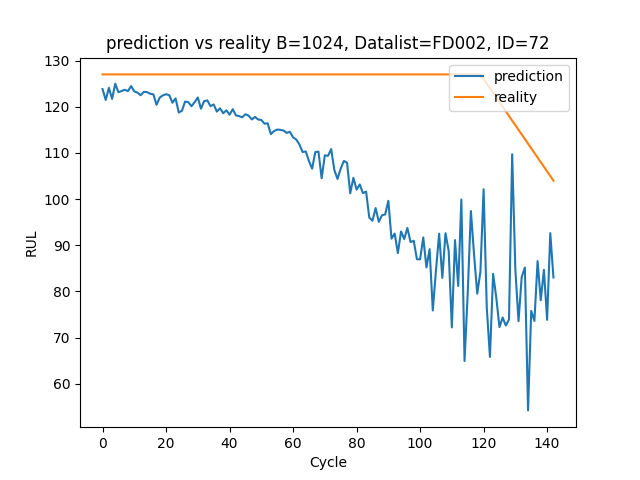 prediction vs reality B=1024, Datalist=FD002, ID=72
prediction
reality
RUL
130
120
110
100
90
80
70
60
0 20 40 60 80 100 120 140
Cycle